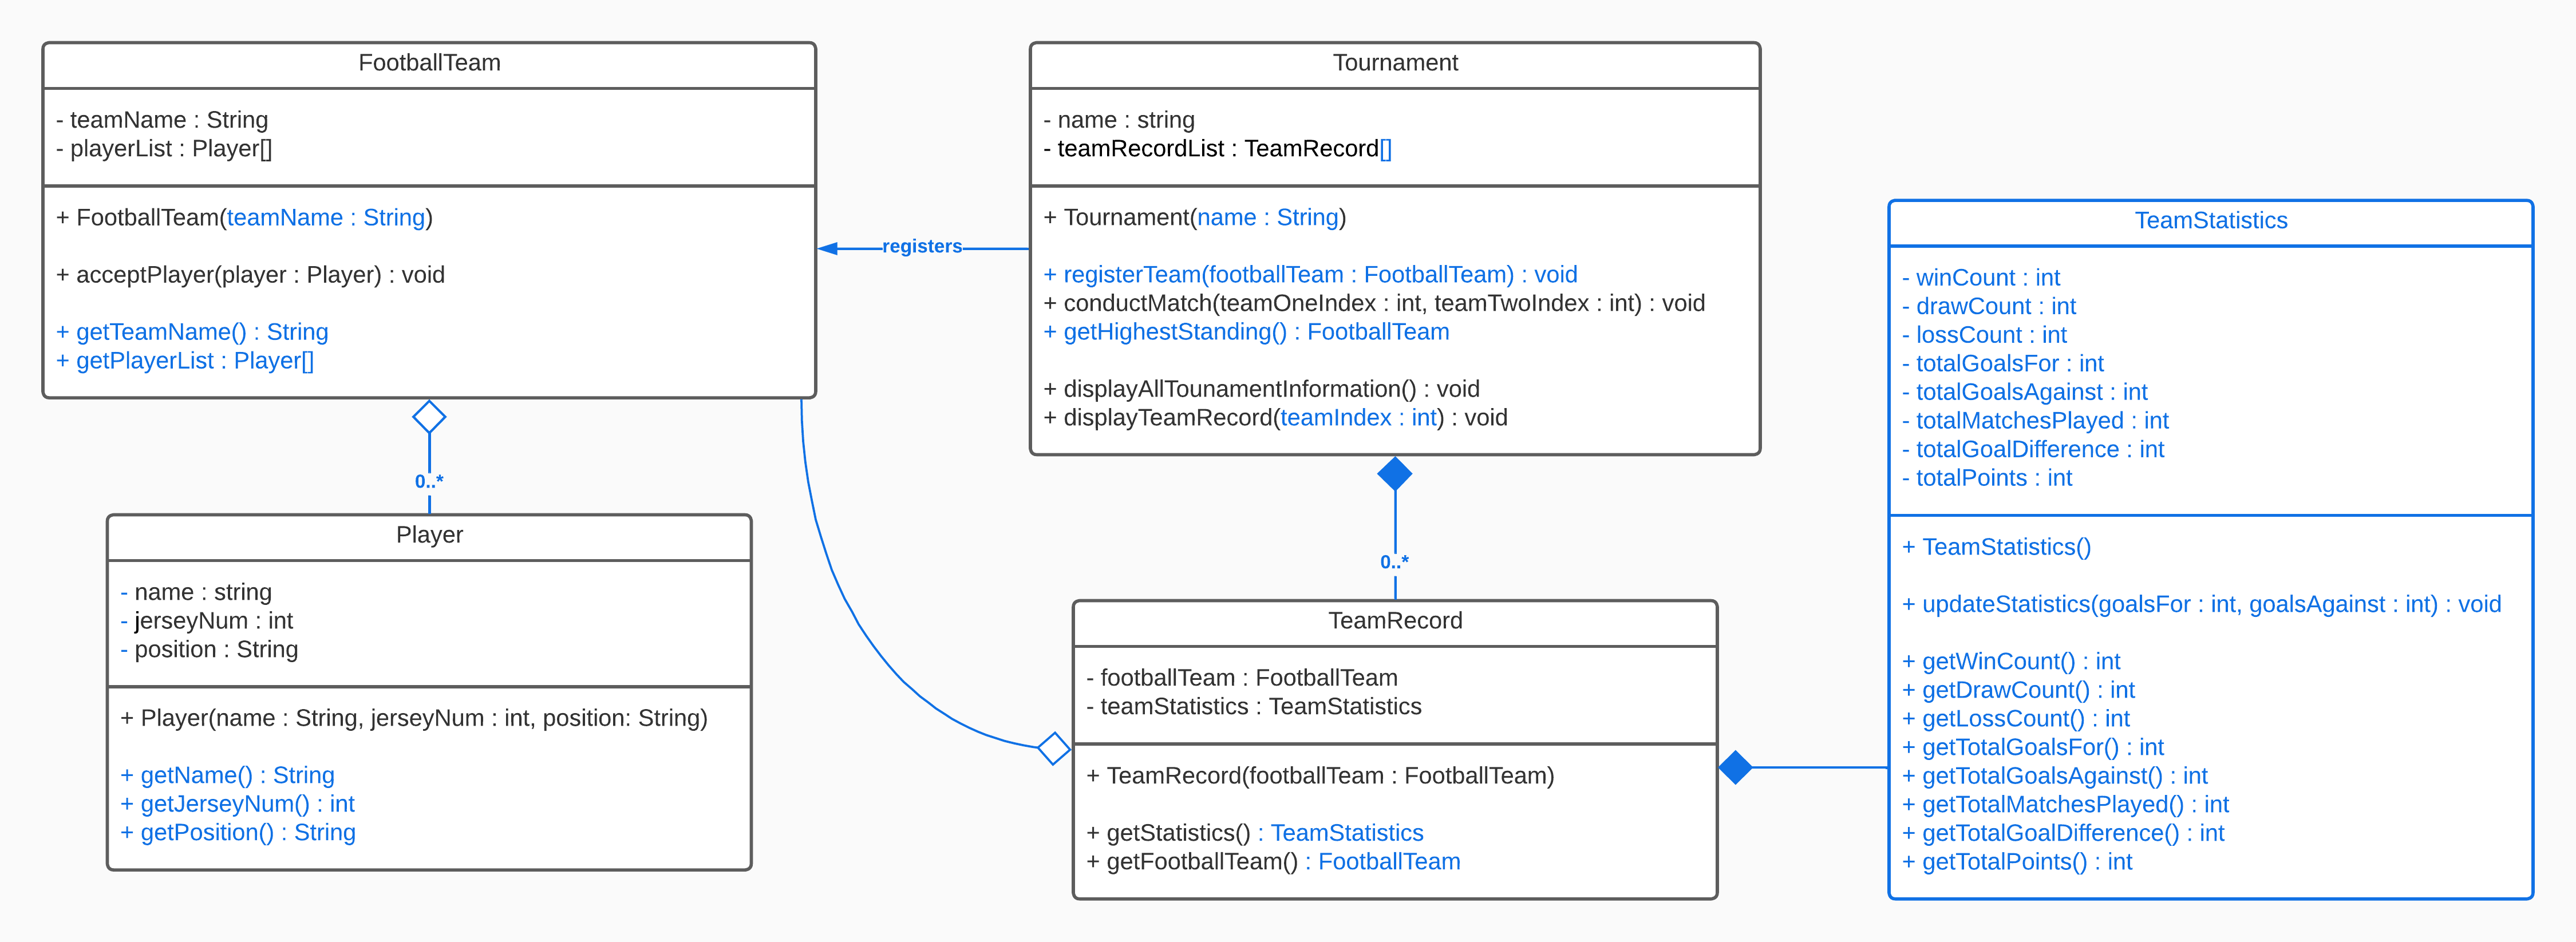 FootballTeam
- teamName : String
- playerList : Player[]
+ FootballTeam(teamName : String)
+ acceptPlayer(player : Player) : void
+ getTeamName() : String
+ getPlayerList : Player[]
registers
Tournament
- name : string
- teamRecordList : TeamRecord[]
+ Tournament(name : String)
+ registerTeam(footballTeam : FootballTeam) : void
+ conductMatch(teamOneIndex : int, teamTwoIndex : int) : void
+ getHighestStanding() : FootballTeam
+ displayAllTounamentInformation() : void
+ displayTeamRecord(teamIndex : int) : void
0..*
Player
- name : string
- jerseyNum : int
- position : String
+ Player(name : String, jerseyNum : int, position: String)
+ getName() : String
+ getJerseyNum() : int
+ getPosition() : String
0..*
TeamRecord
- footballTeam : FootballTeam
- teamStatistics : TeamStatistics
+ TeamRecord(footballTeam : FootballTeam)
+ getStatistics() : TeamStatistics
+ getFootballTeam() : FootballTeam
TeamStatistics
- winCount : int
- drawCount : int
- lossCount : int
- totalGoalsFor : int
- totalGoalsAgainst : int
- totalMatchesPlayed : int
- totalGoalDifference : int
- totalPoints : int
+ TeamStatistics()
+ updateStatistics(goalsFor : int, goalsAgainst : int) : void
+ getWinCount() : int
+ getDrawCount() : int
+ getLossCount() : int
+ getTotalGoalsFor() : int
+ getTotalGoalsAgainst() : int
+ getTotalMatchesPlayed() : int
+ getTotalGoalDifference() : int
+ getTotalPoints() : int